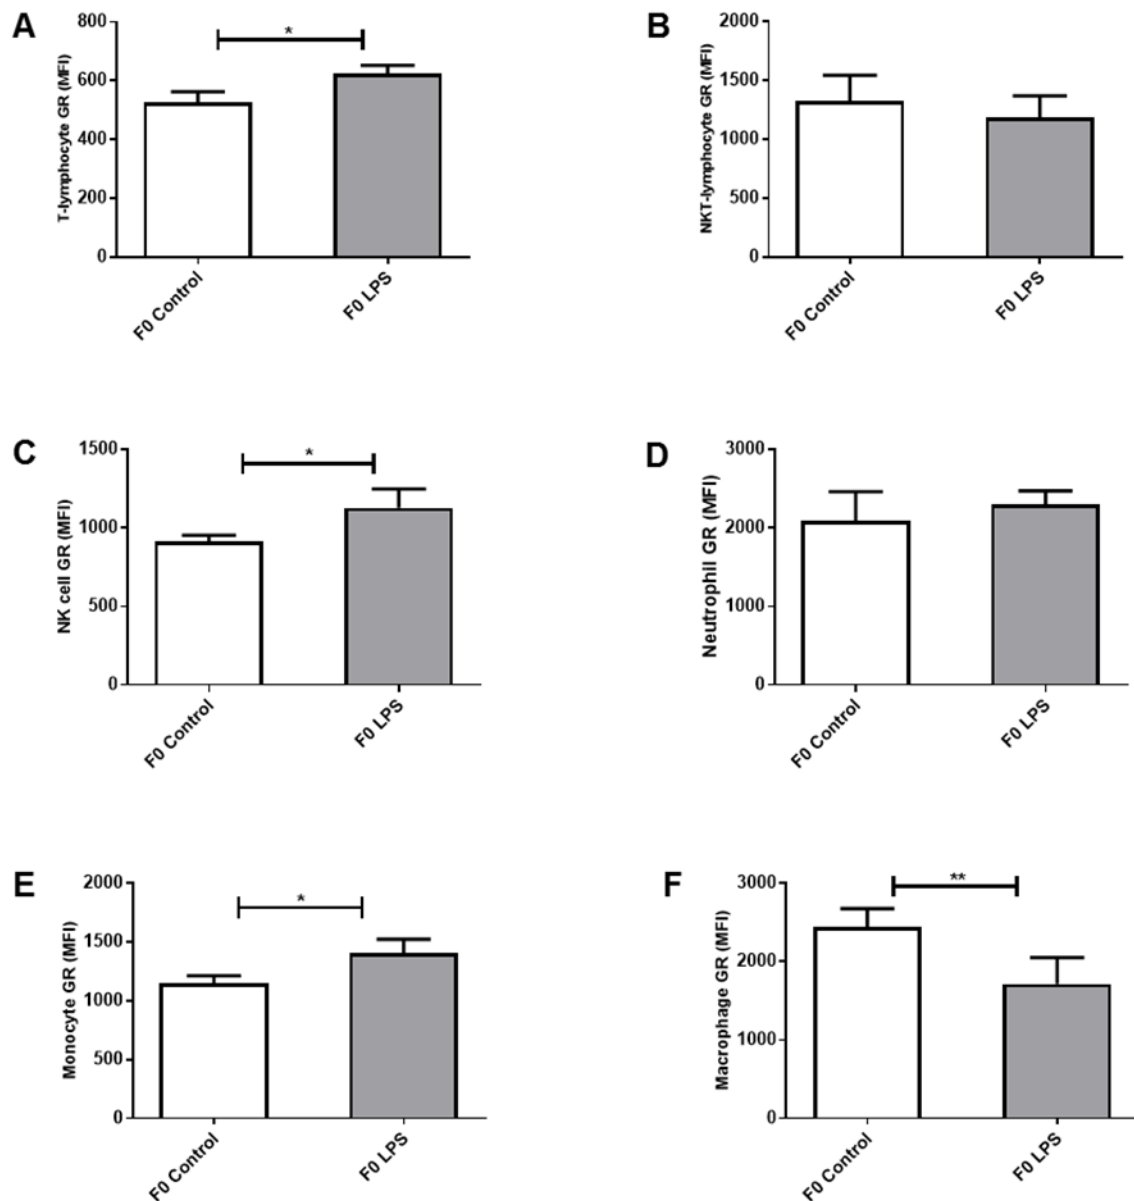 A
T-lymphocyte GR (MFI)
800
600
400
200
0
*
F0 Control
F0 LPS
B
NKT-lymphocyte GR (MFI)
2000
1500
1000
500
0
F0 Control
F0 LPS
C
NK cell GR (MFI)
1500
1000
500
0
*
F0 Control
F0 LPS
D
Neutrophil GR (MFI)
3000
2000
1000
0
F0 Control
F0 LPS
E
Monocyte GR (MFI)
2000
1500
1000
500
0
*
F0 Control
F0 LPS
F
Macrophage GR (MFI)
3000
2000
1000
0
**
F0 Control
F0 LPS